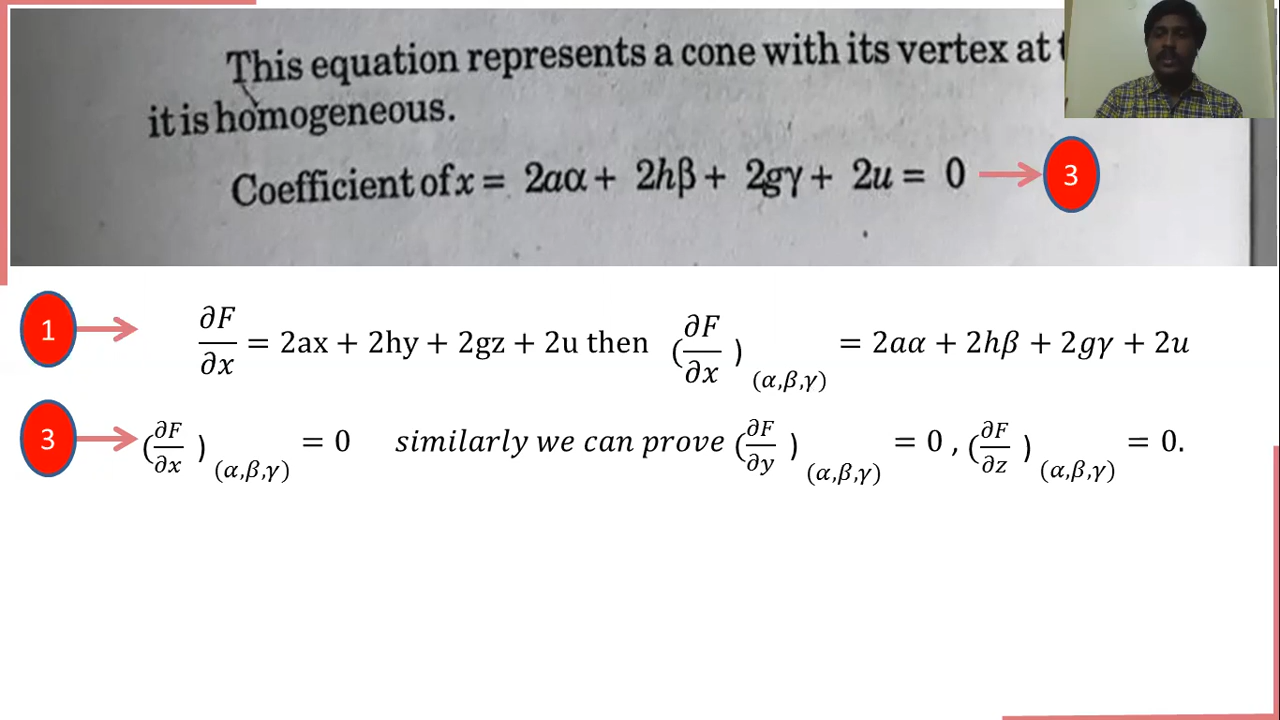 This equation represents a cone with its vertex at
it is homogeneous.
Coefficient of x = 2aα + 2hβ + 2gγ + 2u = 0 → 3
1 → ∂F/∂x = 2ax + 2hy + 2gz + 2u then (∂F/∂x)(α,β,γ) = 2aα + 2hβ + 2gγ + 2u
3 → (∂F/∂x)(α,β,γ) = 0 similarly we can prove (∂F/∂y)(α,β,γ) = 0 , (∂F/∂z)(α,β,γ) = 0.